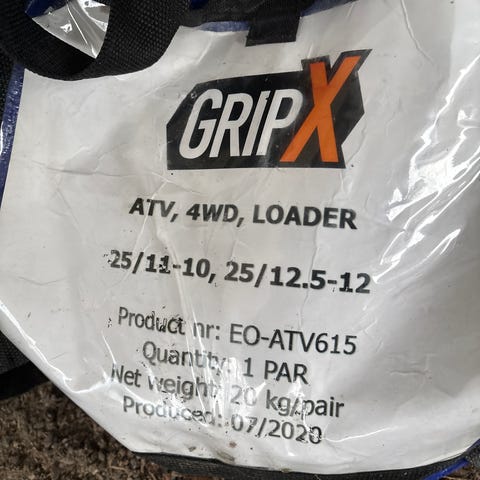 GRIPX
ATV, 4WD, LOADER
25/11-10, 25/12.5-12
Product nr: EO-ATV615
Quantity: 1 PAR
Net weight: 20 kg/pair
Produced: 07/2020